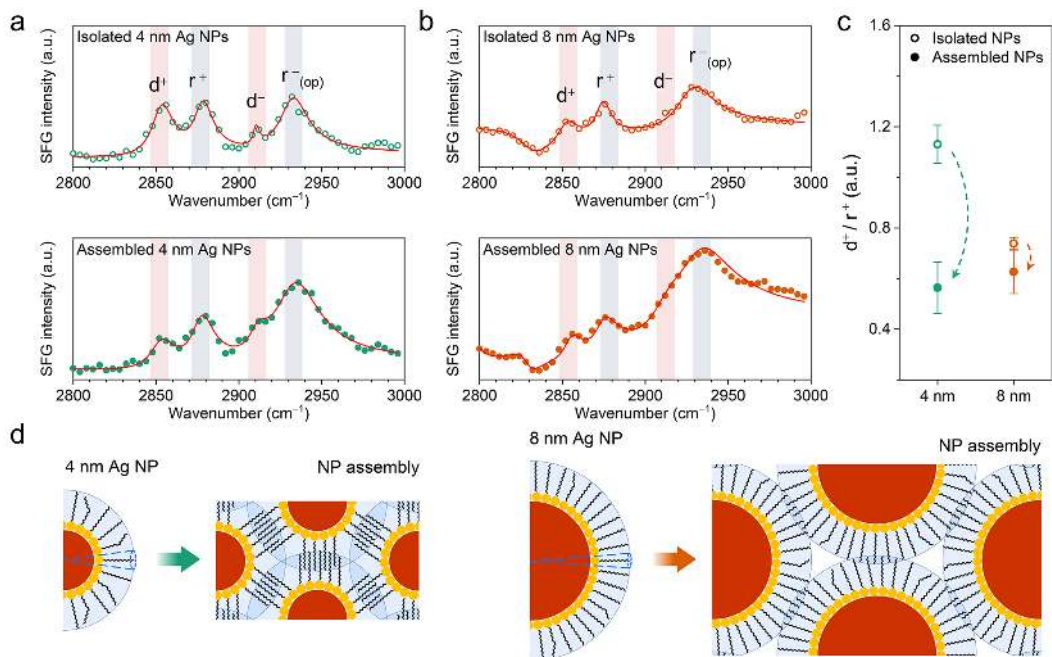 a
Isolated 4 nm Ag NPs
d⁺
r⁺
d⁻
r⁻(op)
SFG intensity (a.u.)
2800 2850 2900 2950 3000
Wavenumber (cm⁻¹)
Assembled 4 nm Ag NPs
SFG intensity (a.u.)
2800 2850 2900 2950 3000
Wavenumber (cm⁻¹)
b
Isolated 8 nm Ag NPs
d⁺
r⁺
d⁻
r⁻(op)
SFG intensity (a.u.)
2800 2850 2900 2950 3000
Wavenumber (cm⁻¹)
Assembled 8 nm Ag NPs
SFG intensity (a.u.)
2800 2850 2900 2950 3000
Wavenumber (cm⁻¹)
c
Isolated NPs
Assembled NPs
d⁺ / r⁺ (a.u.)
1.6
1.2
0.8
0.4
4 nm 8 nm
d
4 nm Ag NP
NP assembly
8 nm Ag NP
NP assembly